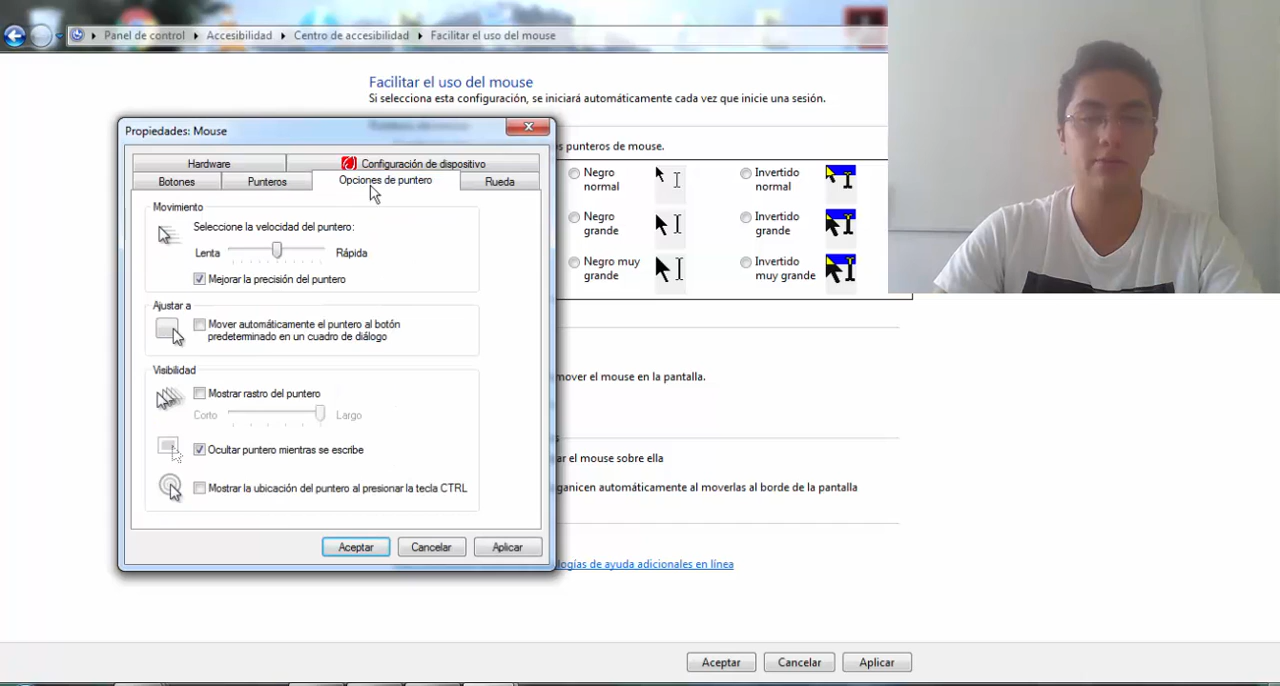 Panel de control
Accesibilidad
Centro de accesibilidad
Facilitar el uso del mouse
Facilitar el uso del mouse
Si selecciona esta configuración, se iniciará automáticamente cada vez que inicie una sesión.
Propiedades: Mouse
Hardware
Configuración de dispositivo
Botones
Punteros
Opciones de puntero
Rueda
Movimiento
Seleccione la velocidad del puntero:
Lenta
Rápida
Mejorar la precisión del puntero
Ajustar a
Mover automáticamente el puntero al botón
predeterminado en un cuadro de diálogo
Visibilidad
Mostrar rastro del puntero
Corto
Largo
Ocultar puntero mientras se escribe
Mostrar la ubicación del puntero al presionar la tecla CTRL
Aceptar
Cancelar
Aplicar
os punteros de mouse.
Negro
normal
Invertido
normal
Negro
grande
Invertido
grande
Negro muy
grande
Invertido
muy grande
mover el mouse en la pantalla.
ar el mouse sobre ella
ganicen automáticamente al moverlas al borde de la pantalla
ogías de ayuda adicionales en línea
Aceptar
Cancelar
Aplicar